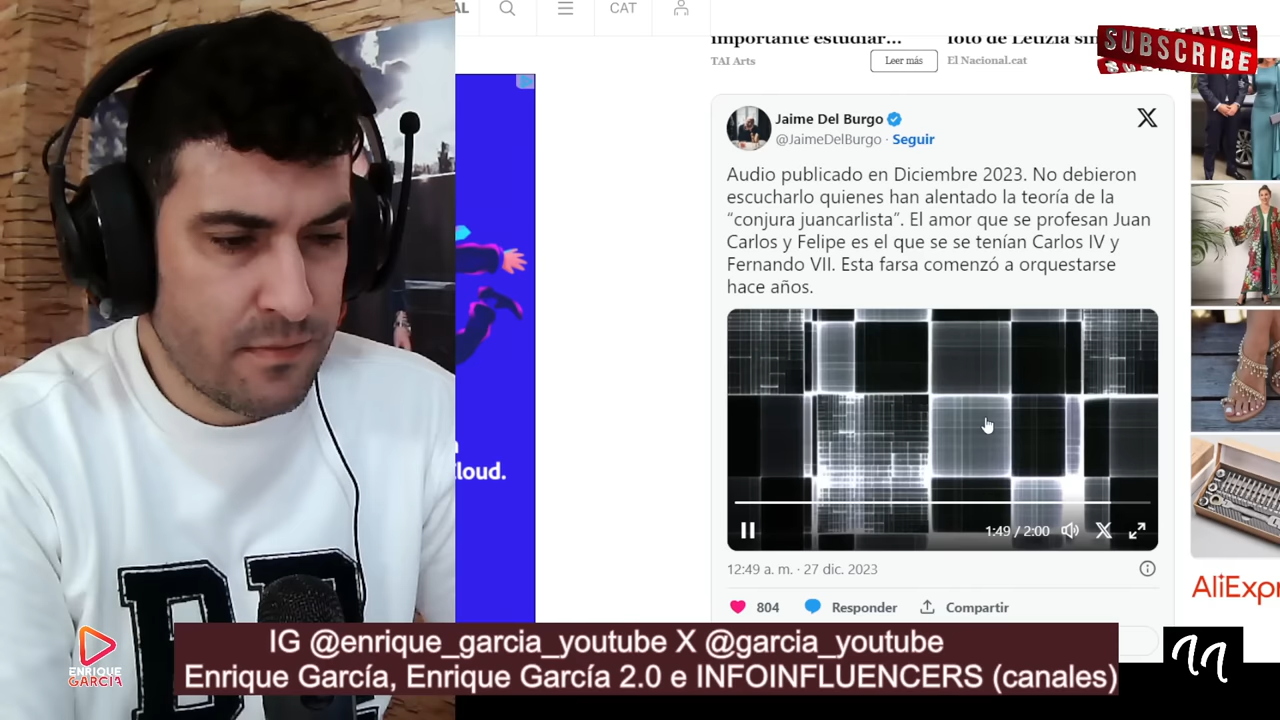 AL
CAT
importante estudiar...
TAI Arts
Leer más
foto de Letizia sin
El Nacional.cat
SUBSCRIBE
Jaime Del Burgo
@JaimeDelBurgo · Seguir
Audio publicado en Diciembre 2023. No debieron
escucharlo quienes han alentado la teoría de la
“conjura juancarlista”. El amor que se profesan Juan
Carlos y Felipe es el que se se tenían Carlos IV y
Fernando VII. Esta farsa comenzó a orquestarse
hace años.
loud.
1:49 / 2:00
12:49 a. m. · 27 dic. 2023
804
Responder
Compartir
AliExpr
IG @enrique_garcia_youtube X @garcia_youtube
Enrique García, Enrique García 2.0 e INFOINFLUENCERS (canales)
ENRIQUE
GARCÍA